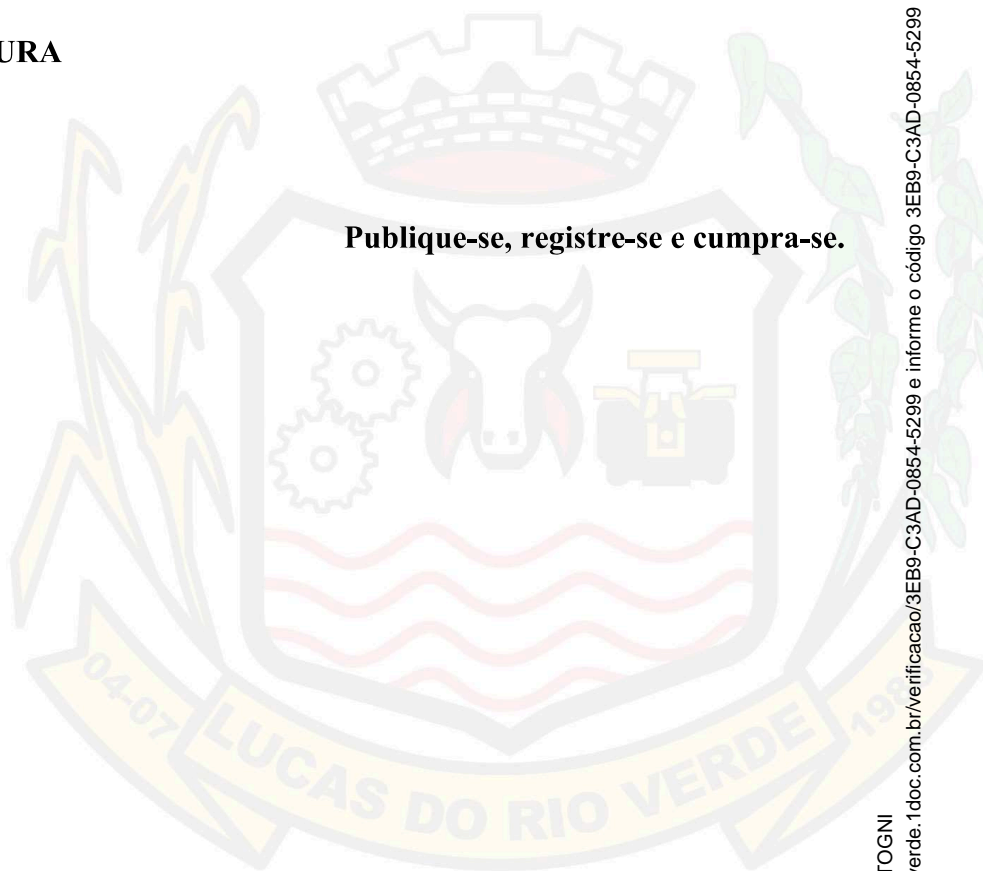 URA
Publique-se, registre-se e cumpra-se.
04-07
LUCAS DO RIO VERDE
198
TOGNI
verde.1doc.com.br/verificacao/3EB9-C3AD-0854-5299 e informe o código 3EB9-C3AD-0854-5299